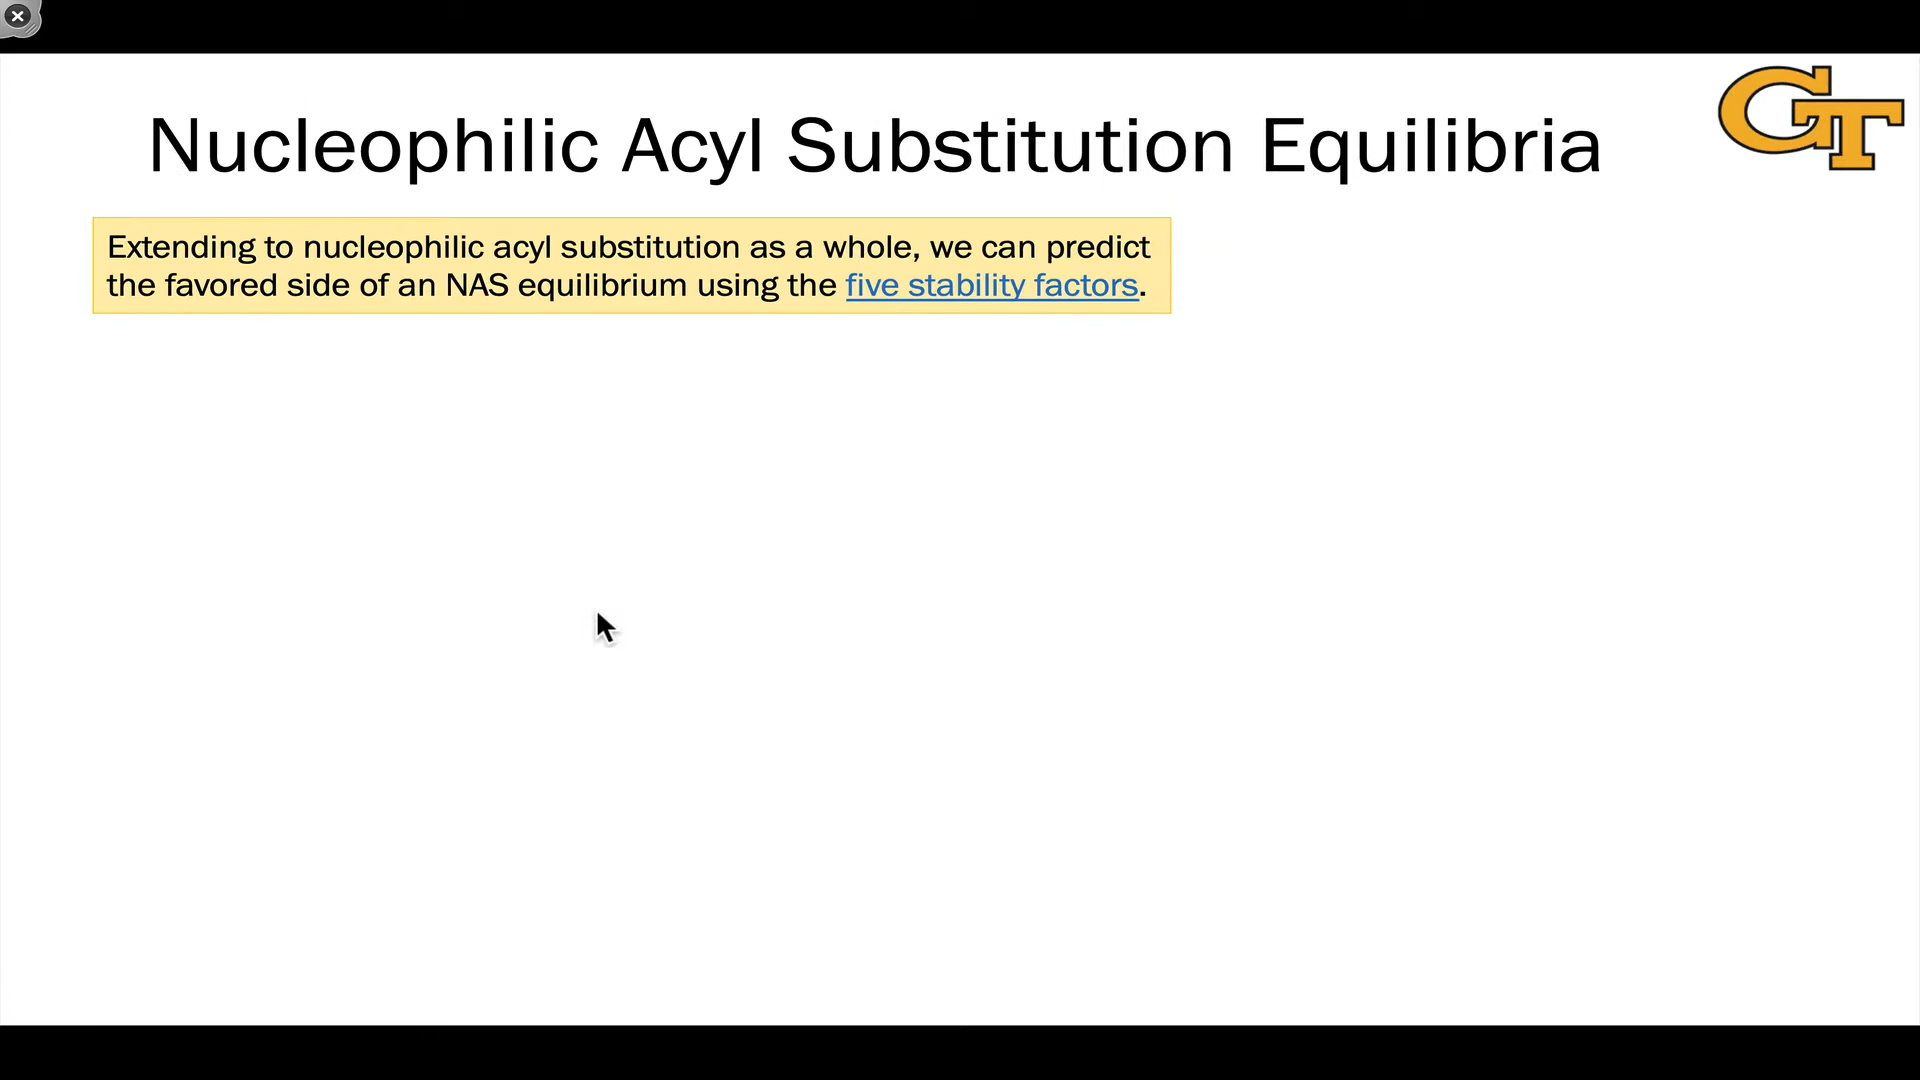 Nucleophilic Acyl Substitution Equilibria
GT
Extending to nucleophilic acyl substitution as a whole, we can predict
the favored side of an NAS equilibrium using the five stability factors.